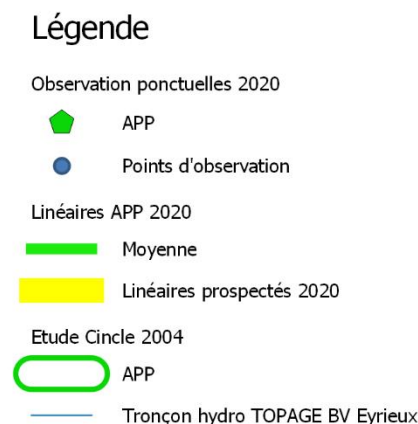 Légende
Observation ponctuelles 2020
APP
Points d'observation
Linéaires APP 2020
Moyenne
Linéaires prospectés 2020
Etude Cincle 2004
APP
Tronçon hydro TOPAGE BV Eyrieux